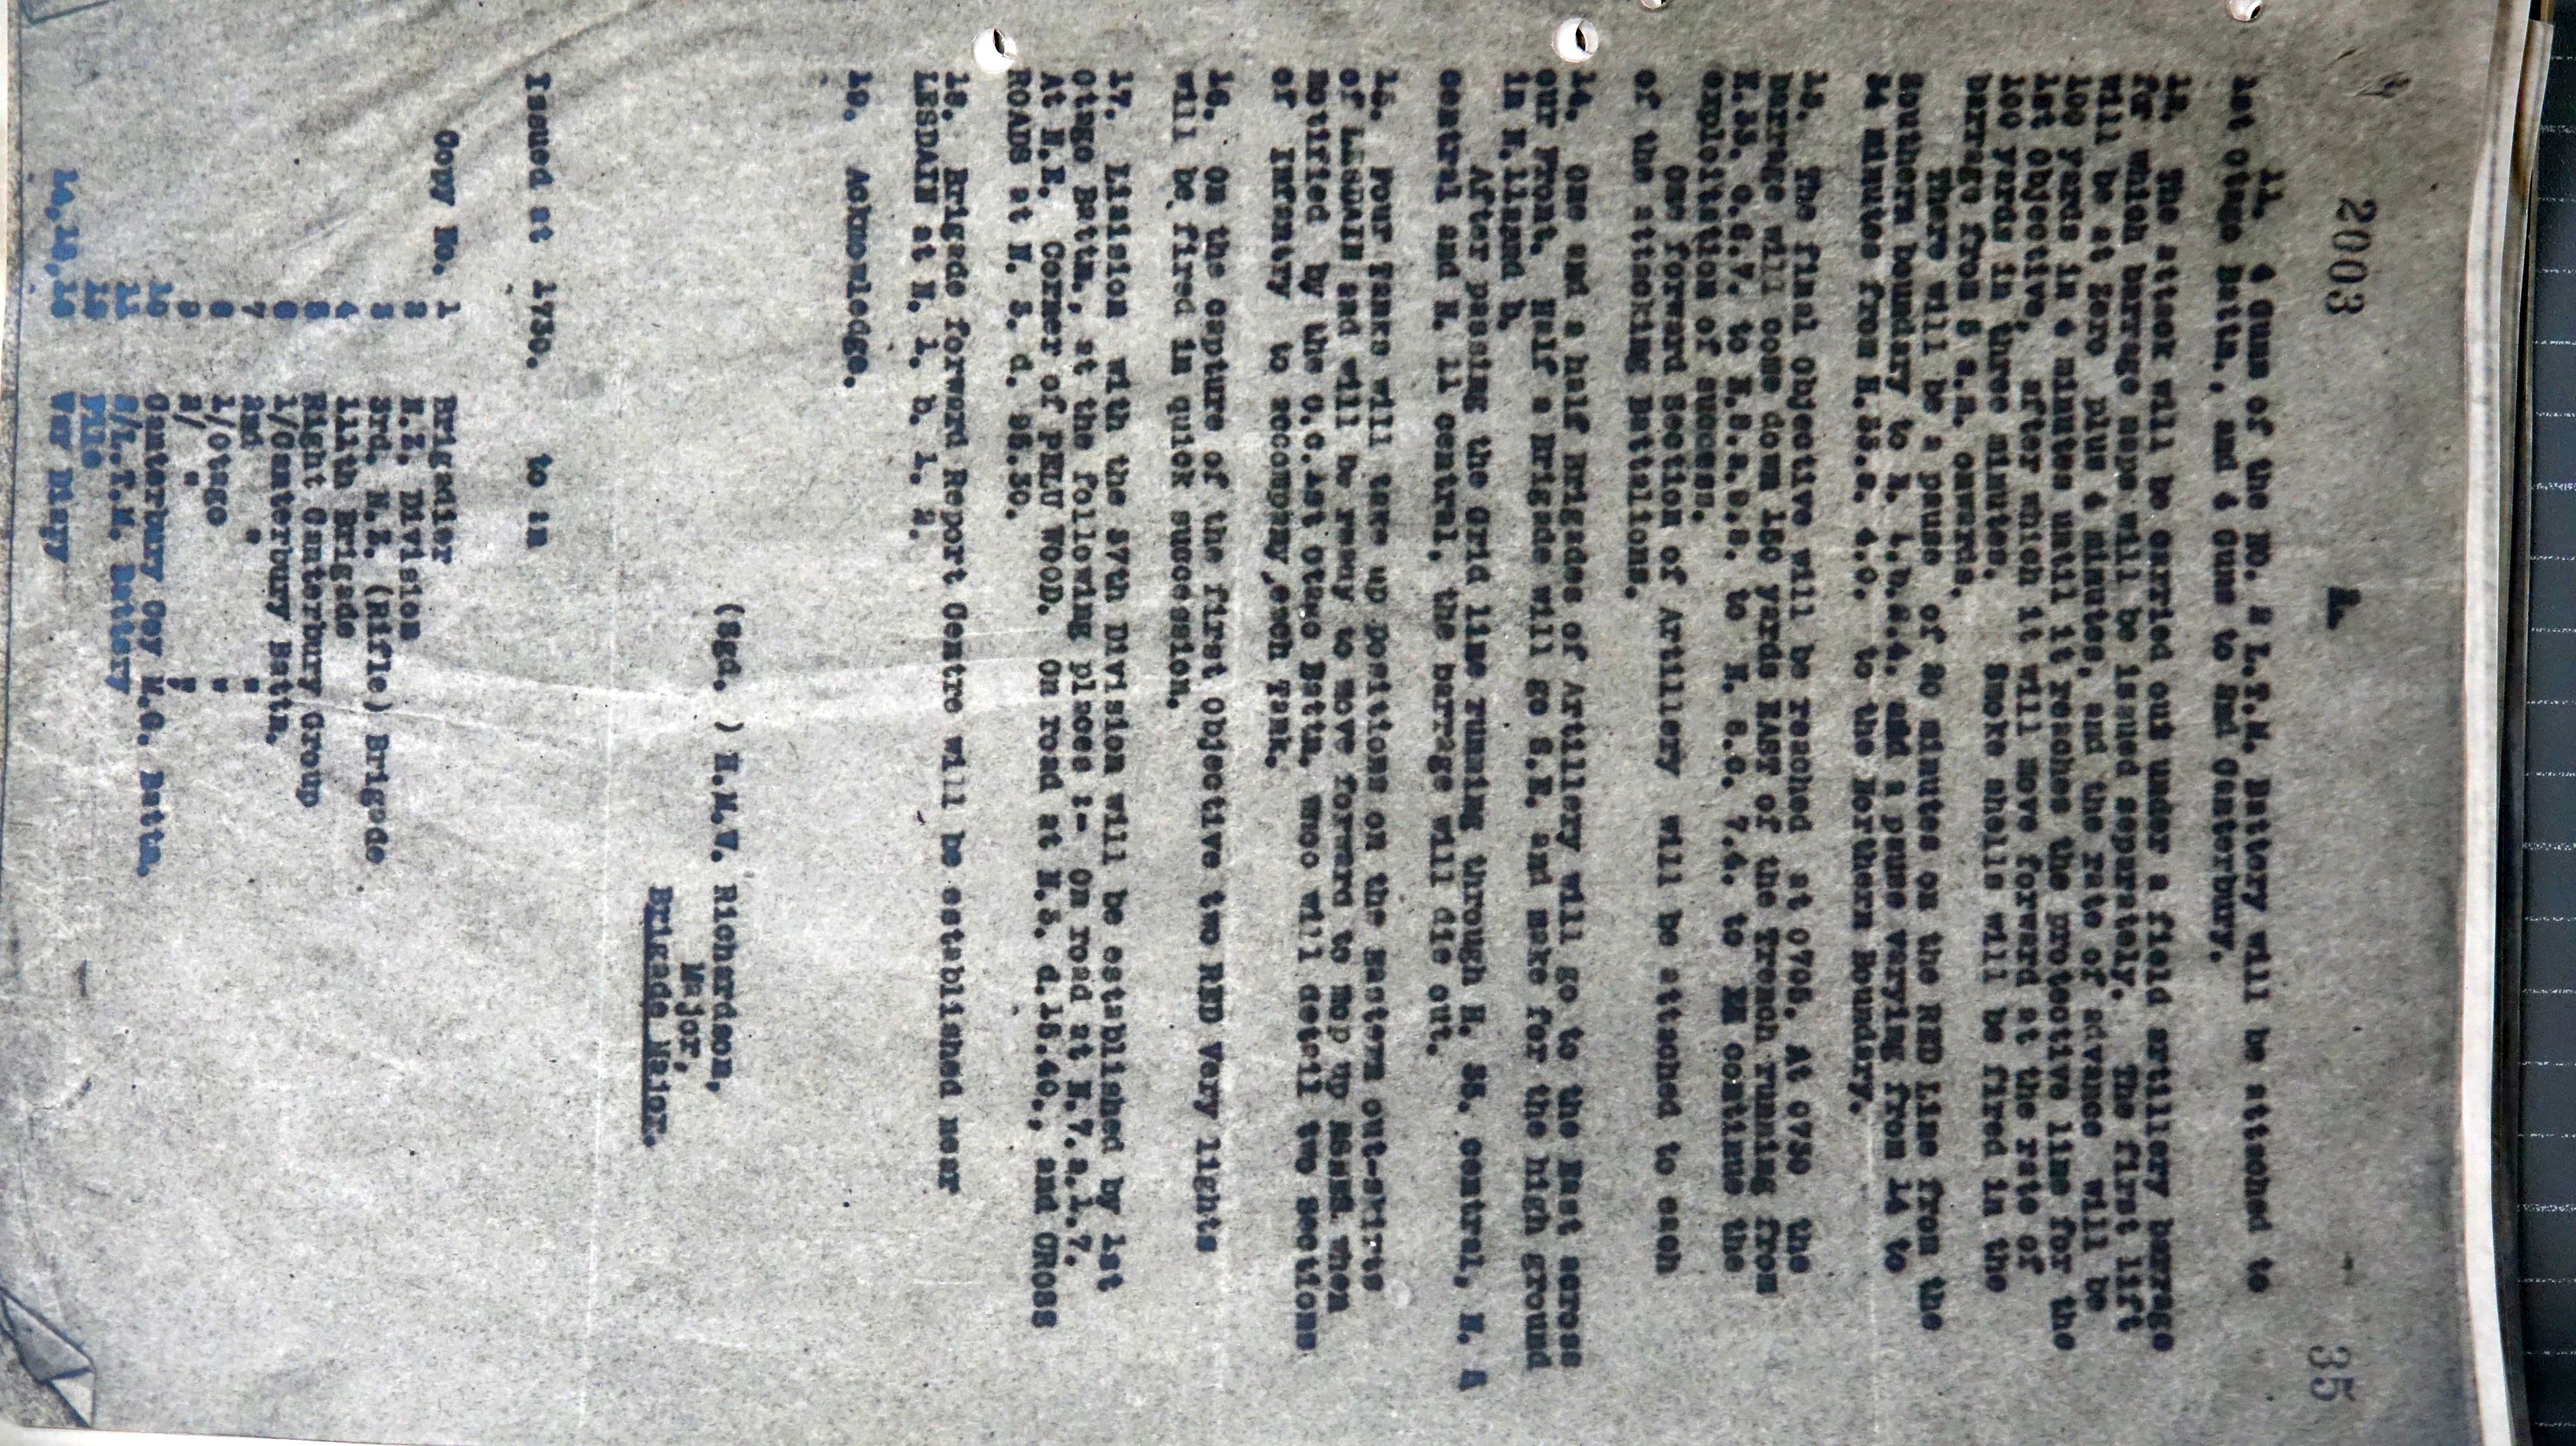 2003
2.
35
11. 4 Guns of the No. 2 L.T.M. Battery will be attached to
1st Otago Battn., and 4 Guns to 2nd Canterbury.
12. The attack will be carried out under a field artillery barrage
for which barrage maps will be issued separately. The first lift
will be at zero plus 4 minutes, and the rate of advance will be
100 yards in 4 minutes until it reaches the protective line for the
1st objective, after which it will move forward at the rate of
100 yards in three minutes. Smoke shells will be fired in the
barrage from onwards.
There will be a pause of minutes on the RED Line from the
Southern boundary to and a pause varying from 14 to
24 minutes from to the Northern Boundary.
13. The final objective will be reached at 0705. At 0730 the
barrage will come down 150 yards EAST of the Trench running from
to to to continue the
exploitation of success.
One forward Section of Artillery will be attached to each
of the attacking Battalions.
14. One and a half Brigades of Artillery will go to the East across
our Front. Half a Brigade will go S.E. and make for the high ground
in b.
After passing the Grid line running through central, N. 5
central and N. 11 central, the barrage will die out.
15. Four Tanks will take up positions on the Eastern out-skirts
of LESDAIN and will be ready to move forward to Mop up when
notified by the O.C. 1st Otago Battn. who will detail two Sections
of Infantry to accompany each Tank.
16. On the capture of the first objective two RED Very lights
will be fired in quick succession.
17. Liaision with the 37th Division will be established by 1st
Otago Battn., at the following places :- On road at N.7.a.1.7.
At N.E. Corner of PELU WOOD. On road at N.8. d.15.40., and CROSS
ROADS at N. d. 95.30.
18. Brigade forward Report Centre will be established near
LESDAIN at N. 1. b. 1. 2.
19. Acknowledge.
(Sgd. ) H.M.W. Richardson,
Major,
Brigade Major.
Issued at 1730. to in
Copy No. 1 Brigadier
2 N.Z. Division
3 3rd. N.Z. (Rifle.) Brigade
4 111th Brigade
5 Right Canterbury Group
6 1/Canterbury Battn.
7 2nd " "
8 1/Otago "
9 2/ " "
10 Canterbury Coy M.G. Battn.
11 2/L.T.M. Battery
12 File
14,15,16 War Diary